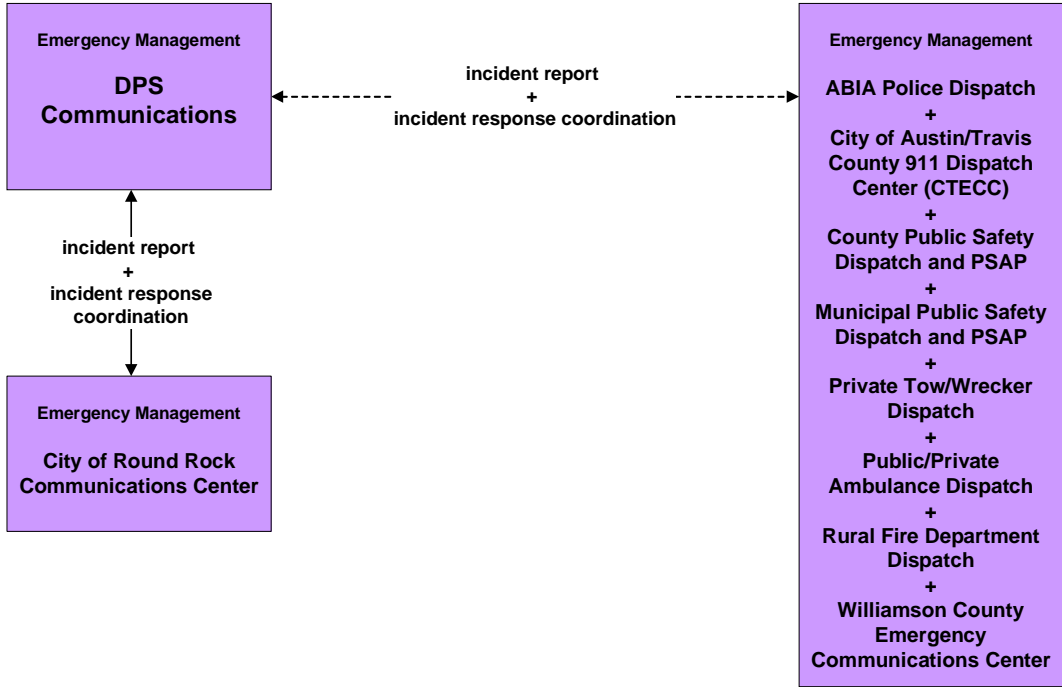 Emergency Management
DPS
Communications
incident report
+
incident response coordination
incident report
+
incident response
coordination
Emergency Management
City of Round Rock
Communications Center
Emergency Management
ABIA Police Dispatch
+
City of Austin/Travis
County 911 Dispatch
Center (CTECC)
+
County Public Safety
Dispatch and PSAP
+
Municipal Public Safety
Dispatch and PSAP
+
Private Tow/Wrecker
Dispatch
+
Public/Private
Ambulance Dispatch
+
Rural Fire Department
Dispatch
+
Williamson County
Emergency
Communications Center